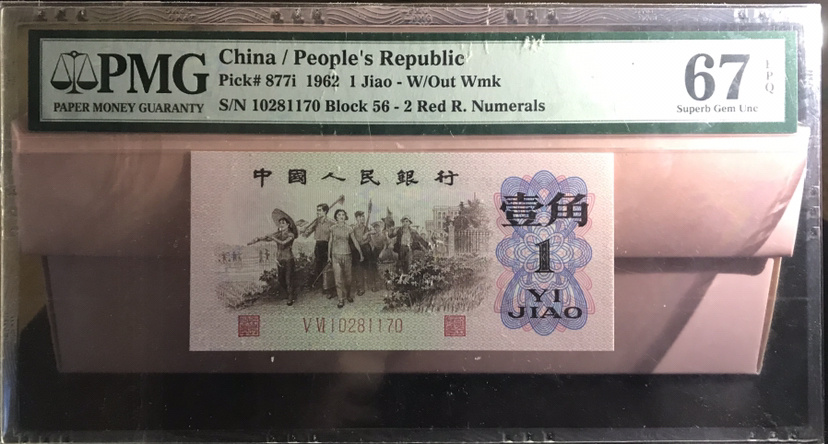 PMG
PAPER MONEY GUARANTY
China / People's Republic
Pick# 877i 1962 1 Jiao - W/Out Wmk
S/N 10281170 Block 56 - 2 Red R. Numerals
67
EPQ
Superb Gem Unc
中國人民銀行
壹角
1
YI
JIAO
V VI 10281170